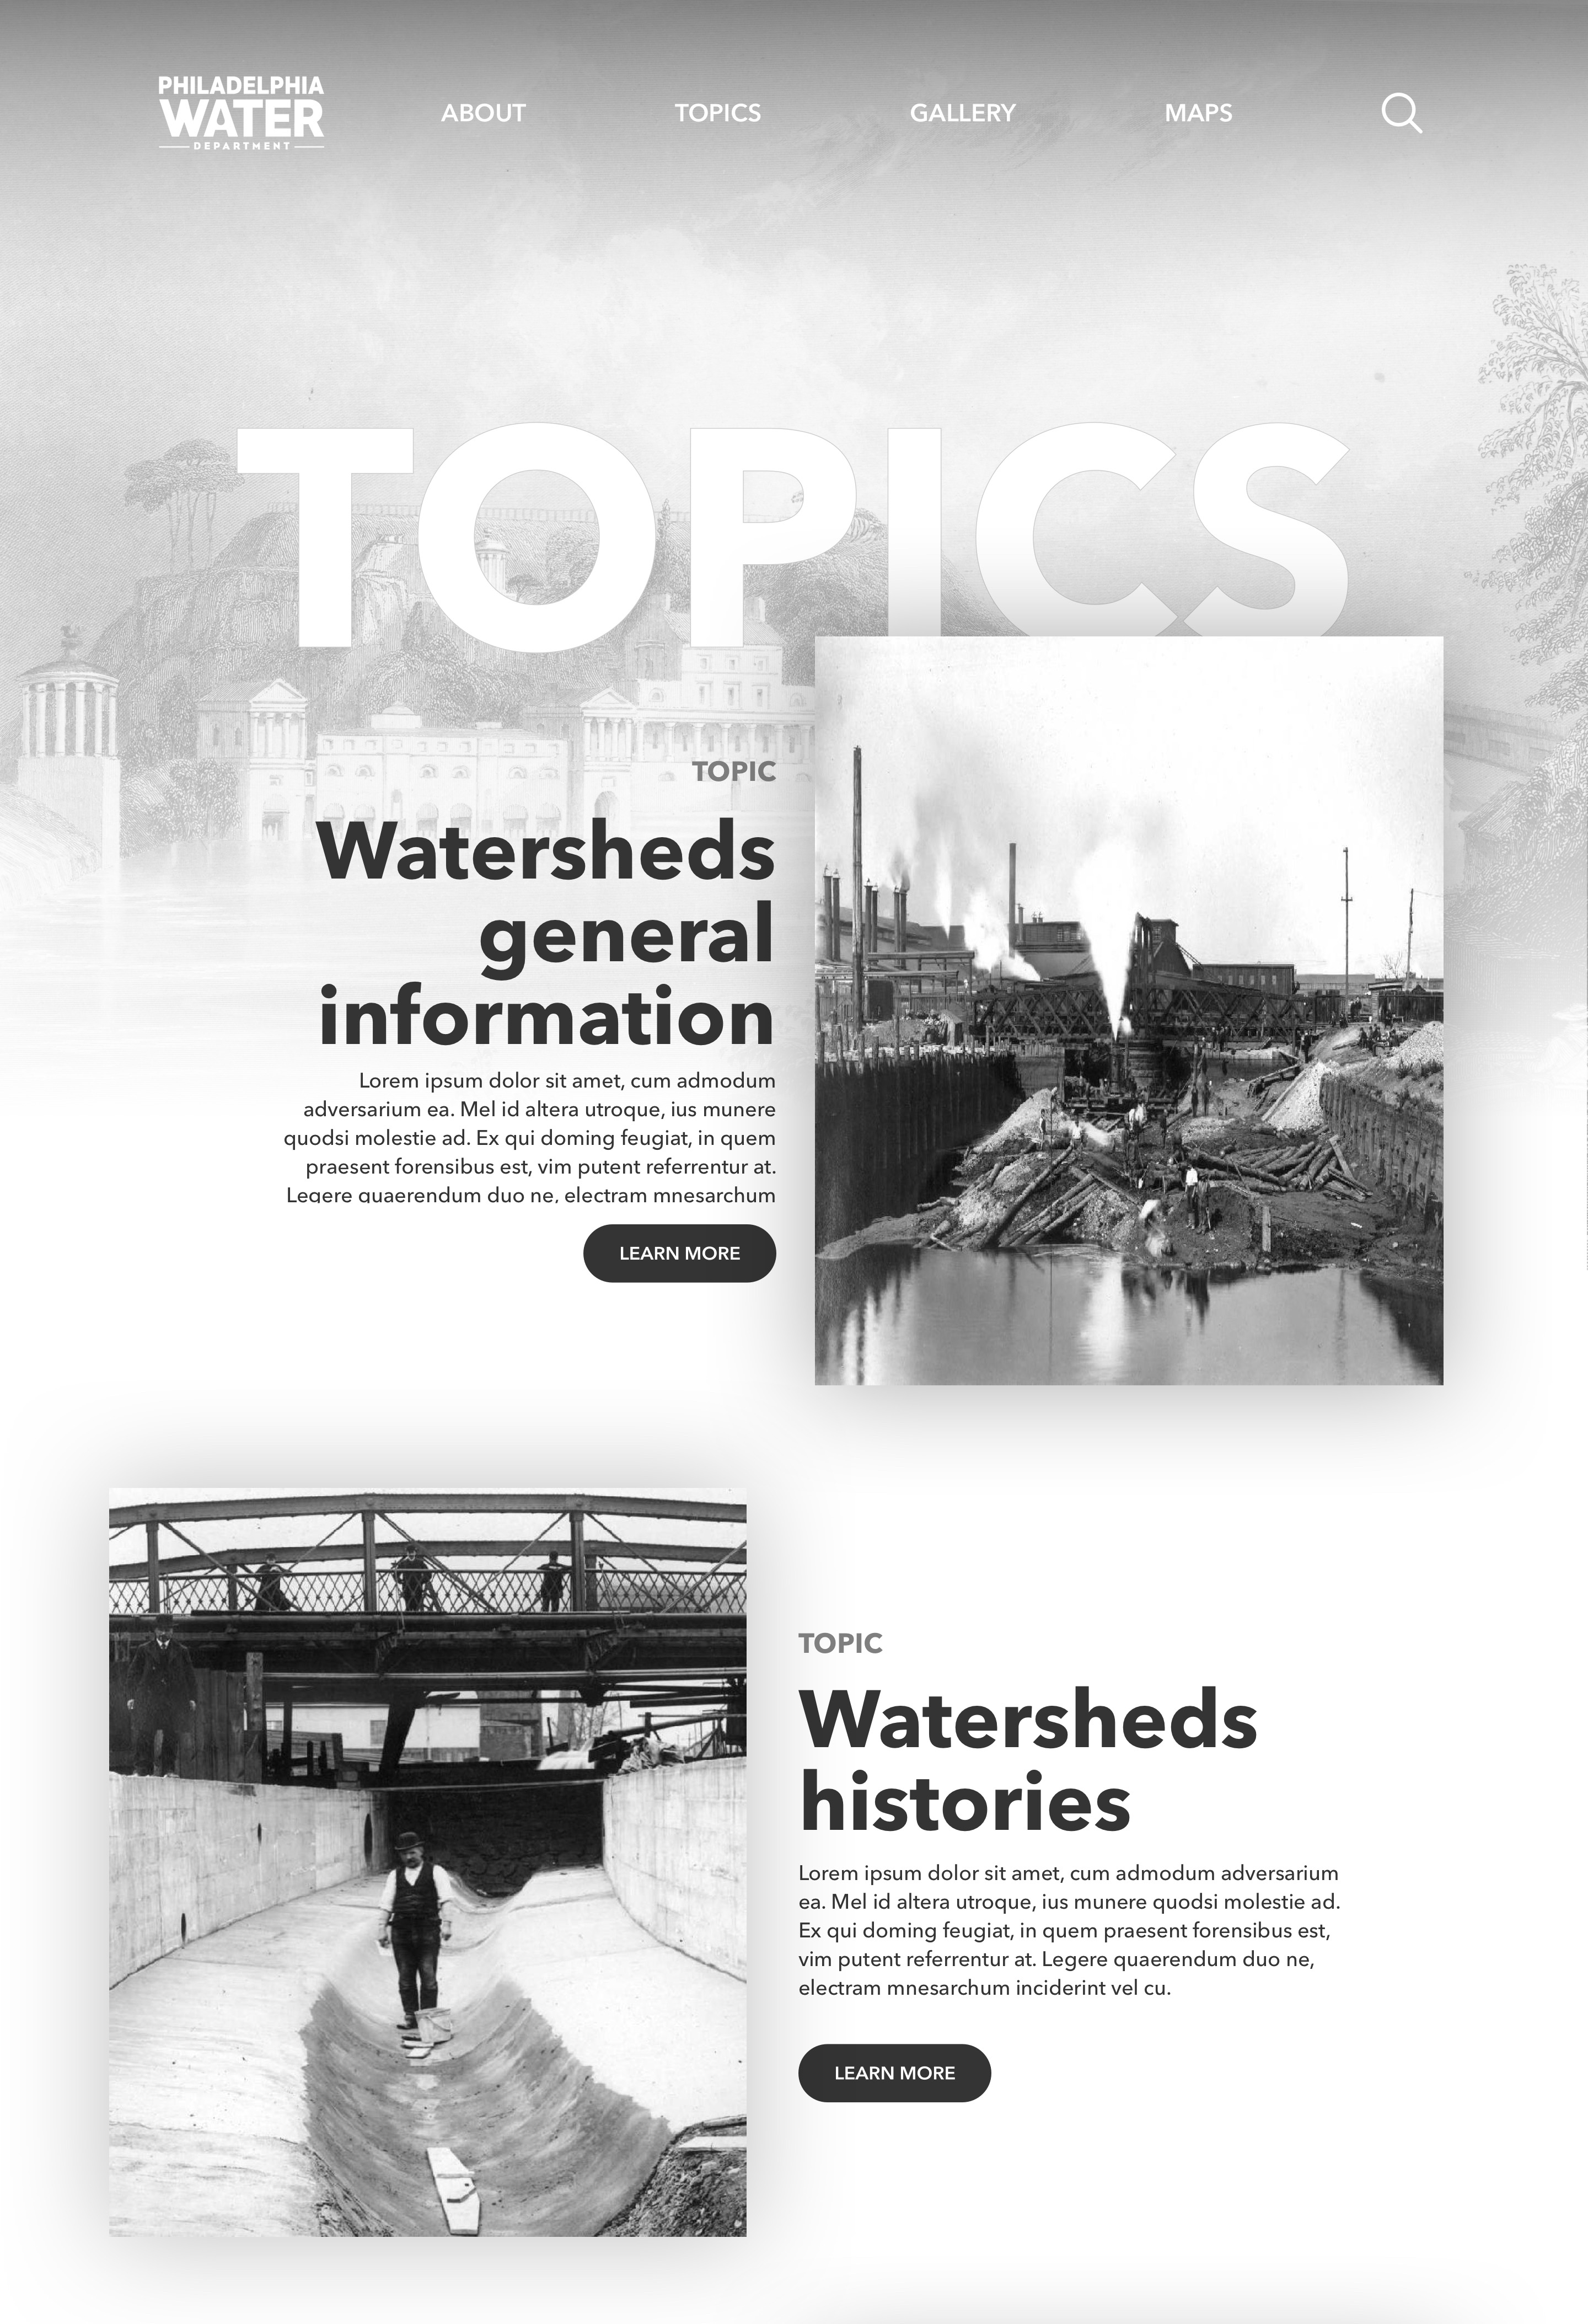 PHILADELPHIA
WATER
DEPARTMENT
ABOUT
TOPICS
GALLERY
MAPS
TOPICS
TOPIC
Watersheds
general
information
Lorem ipsum dolor sit amet, cum admodum
adversarium ea. Mel id altera utroque, ius munere
quodsi molestie ad. Ex qui doming feugiat, in quem
praesent forensibus est, vim putent referrentur at.
Legere quaerendum duo ne, electram mnesarchum
LEARN MORE
TOPIC
Watersheds
histories
Lorem ipsum dolor sit amet, cum admodum adversarium
ea. Mel id altera utroque, ius munere quodsi molestie ad.
Ex qui doming feugiat, in quem praesent forensibus est,
vim putent referrentur at. Legere quaerendum duo ne,
electram mnesarchum inciderint vel cu.
LEARN MORE